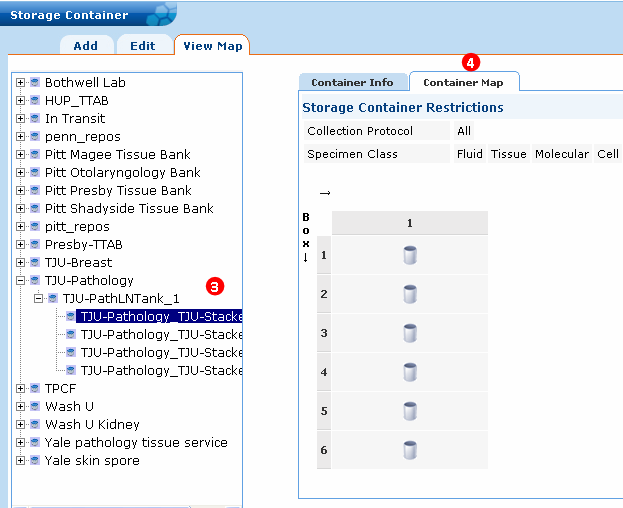 Storage Container
Add Edit View Map
Bothwell Lab
HUP_TTAB
In Transit
penn_repos
Pitt Magee Tissue Bank
Pitt Otolaryngology Bank
Pitt Presby Tissue Bank
Pitt Shadyside Tissue Bank
pitt_repos
Presby-TTAB
TJU-Breast
TJU-Pathology
TJU-PathLNTank_1
3
TJU-Pathology_TJU-Stacke
TJU-Pathology_TJU-Stacke
TJU-Pathology_TJU-Stacke
TJU-Pathology_TJU-Stacke
TPCF
Wash U
Wash U Kidney
Yale pathology tissue service
Yale skin spore
4
Container Info Container Map
Storage Container Restrictions
Collection Protocol All
Specimen Class Fluid Tissue Molecular Cell
→
Box↓
1
1
2
3
4
5
6